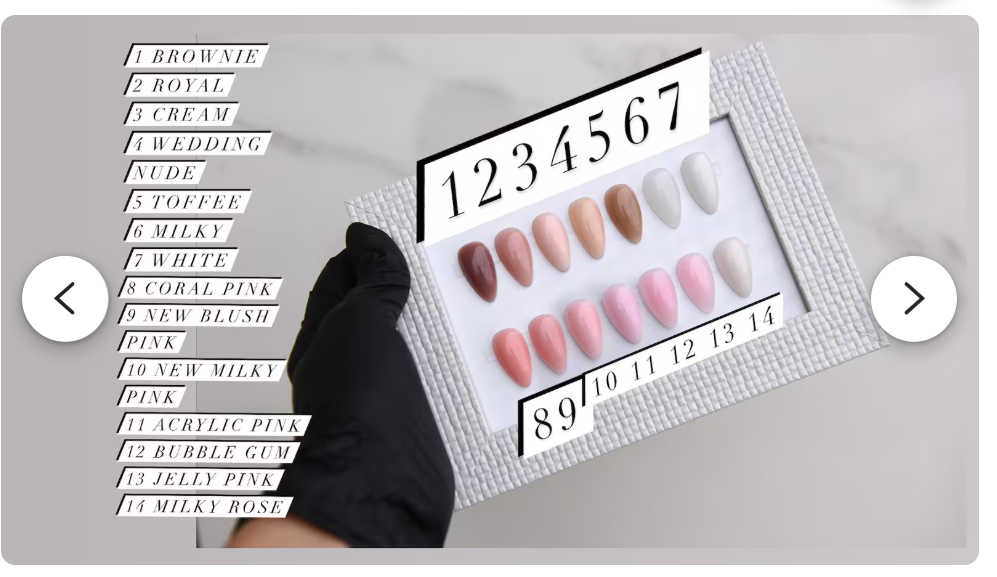 1 BROWNIE
2 ROYAL
3 CREAM
4 WEDDING
NUDE
5 TOFFEE
6 MILKY
7 WHITE
8 CORAL PINK
9 NEW BLUSH
PINK
10 NEW MILKY
PINK
11 ACRYLIC PINK
12 BUBBLE GUM
13 JELLY PINK
14 MILKY ROSE
1234567
89
10 11 12 13 14